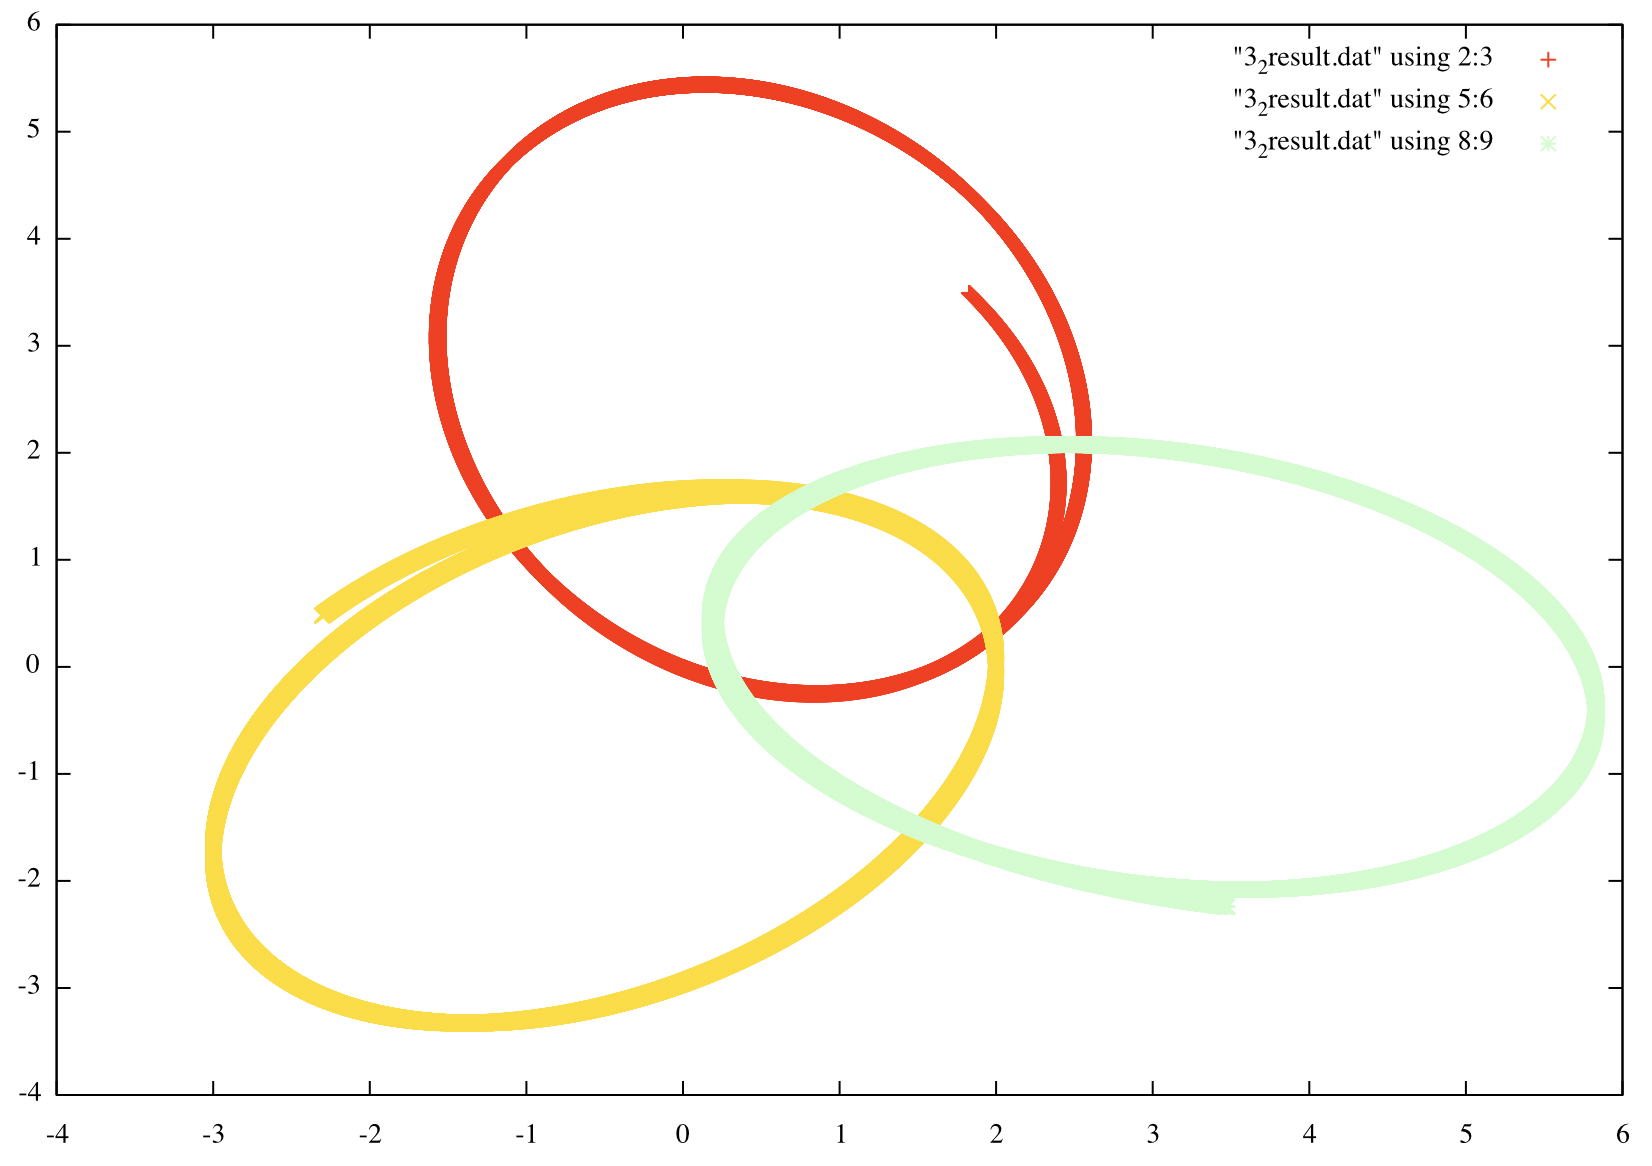 6
"3₂result.dat" using 2:3
"3₂result.dat" using 5:6
5
"3₂result.dat" using 8:9
4
3
2
1
0
-1
-2
-3
-4
-4 -3 -2 -1 0 1 2 3 4 5 6